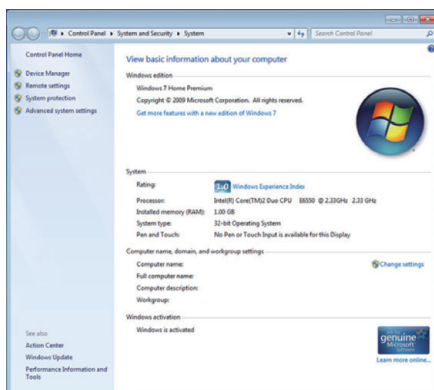 Control Panel ▸ System and Security ▸ System
Search Control Panel
Control Panel Home
Device Manager
Remote settings
System protection
Advanced system settings
View basic information about your computer
Windows edition
Windows 7 Home Premium
Copyright © 2009 Microsoft Corporation. All rights reserved.
Get more features with a new edition of Windows 7
System
Rating: Windows Experience Index
Processor: Intel(R) Core(TM)2 Duo CPU E6550 @ 2.33GHz 2.33 GHz
Installed memory (RAM): 1.00 GB
System type: 32-bit Operating System
Pen and Touch: No Pen or Touch Input is available for this Display
Computer name, domain, and workgroup settings
Computer name: Change settings
Full computer name:
Computer description:
Workgroup:
Windows activation
Windows is activated
genuine
Microsoft
software
Learn more online...
See also
Action Center
Windows Update
Performance Information and
Tools